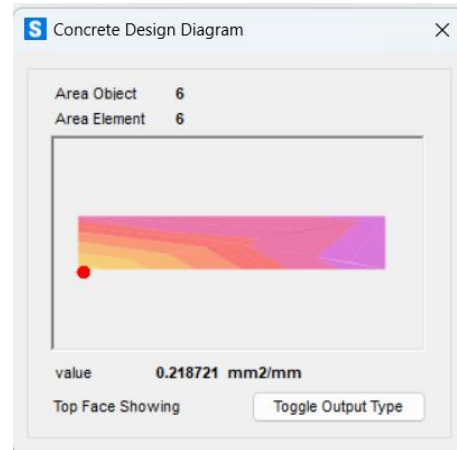 S Concrete Design Diagram
Area Object 6
Area Element 6
value 0.218721 mm2/mm
Top Face Showing Toggle Output Type